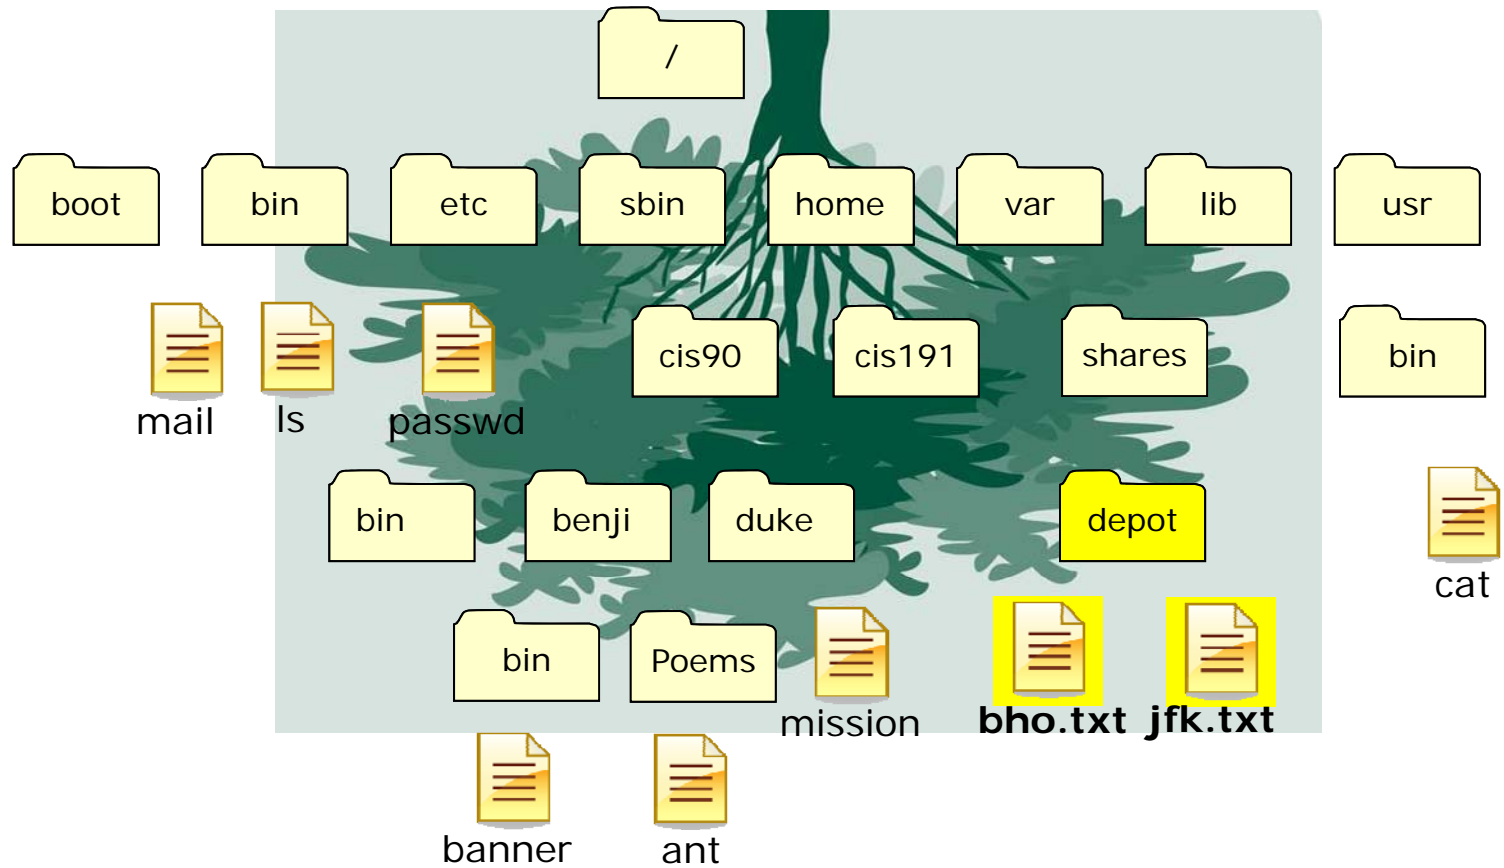 /
boot bin etc sbin home var lib usr
cis90 cis191 shares bin
mail ls passwd
bin benji duke depot
cat
bin Poems
mission bho.txt jfk.txt
banner ant